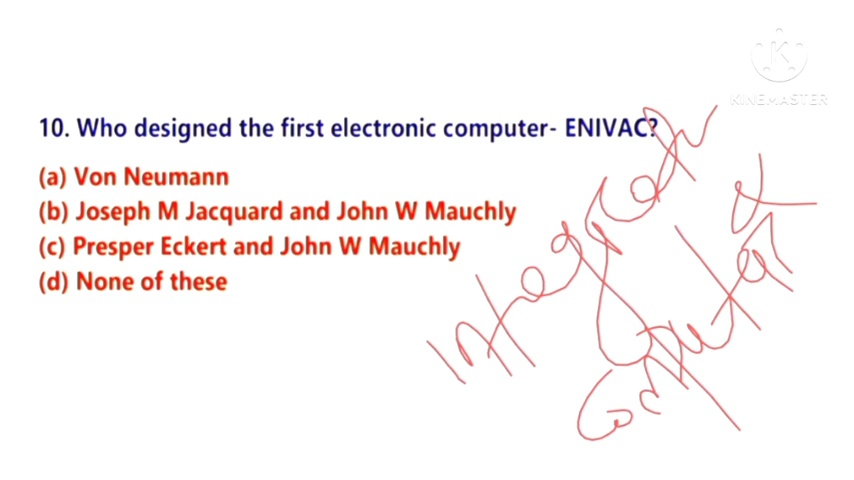 KINEMASTER
10. Who designed the first electronic computer- ENIVAC?
(a) Von Neumann
(b) Joseph M Jacquard and John W Mauchly
(c) Presper Eckert and John W Mauchly
(d) None of these